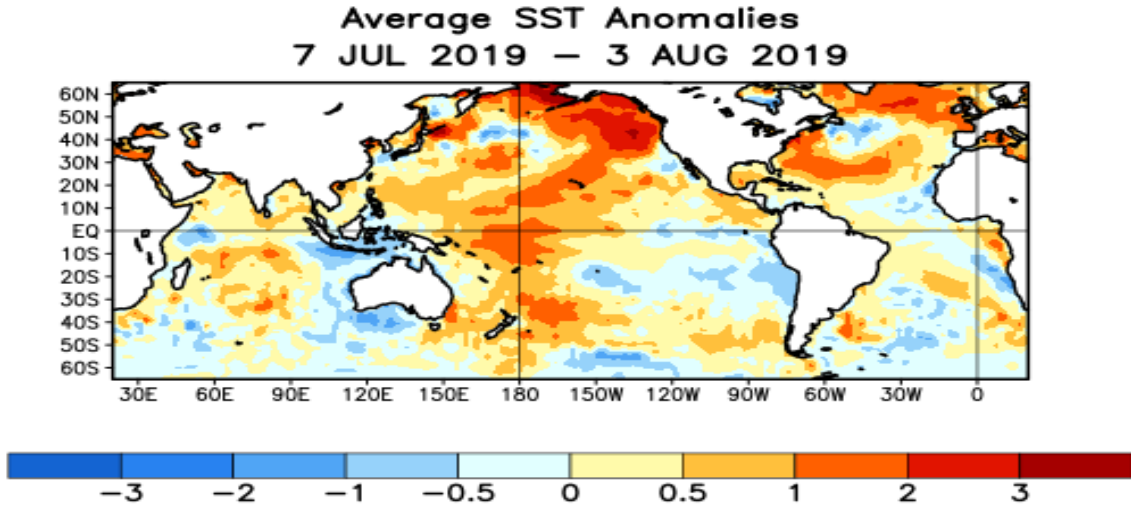 Average SST Anomalies
7 JUL 2019 – 3 AUG 2019
60N
50N
40N
30N
20N
10N
EQ
10S
20S
30S
40S
50S
60S
30E 60E 90E 120E 150E 180 150W 120W 90W 60W 30W 0
−3 −2 −1 −0.5 0 0.5 1 2 3